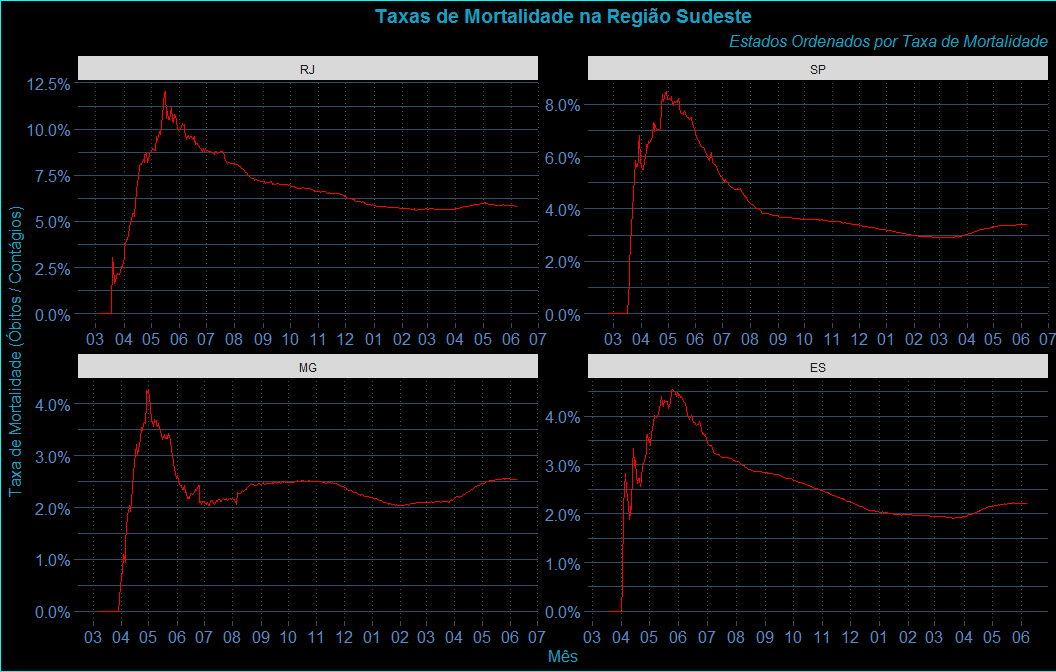 Taxas de Mortalidade na Região Sudeste
Estados Ordenados por Taxa de Mortalidade
Taxa de Mortalidade (Óbitos / Contágios)
RJ
12.5%
10.0%
7.5%
5.0%
2.5%
0.0%
03 04 05 06 07 08 09 10 11 12 01 02 03 04 05 06 07
SP
8.0%
6.0%
4.0%
2.0%
0.0%
03 04 05 06 07 08 09 10 11 12 01 02 03 04 05 06 07
MG
4.0%
3.0%
2.0%
1.0%
0.0%
03 04 05 06 07 08 09 10 11 12 01 02 03 04 05 06 07
ES
4.0%
3.0%
2.0%
1.0%
0.0%
03 04 05 06 07 08 09 10 11 12 01 02 03 04 05 06
Mês